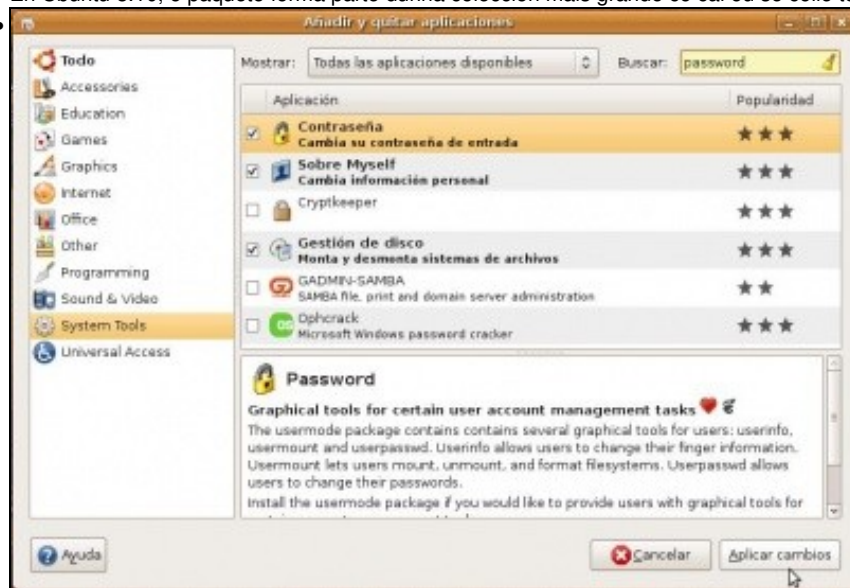 Añadir y quitar aplicaciones
Todo
Accessories
Education
Games
Graphics
Internet
Office
Other
Programming
Sound & Video
System Tools
Universal Access
Mostrar: Todas las aplicaciones disponibles Buscar: password
Aplicación Popularidad
Contraseña
Cambia su contraseña de entrada
Sobre Myself
Cambia información personal
Cryptkeeper
Gestión de disco
Monta y desmonta sistemas de archivos
GADMIN-SAMBA
SAMBA file, print and domain server administration
Ophcrack
Microsoft Windows password cracker
Password
Graphical tools for certain user account management tasks
The usermode package contains contains several graphical tools for users: userinfo,
usermount and userpasswd. Userinfo allows users to change their finger information.
Usermount lets users mount, unmount, and format filesystems. Userpasswd allows
users to change their passwords.
Install the usermode package if you would like to provide users with graphical tools for
Ayuda Cancelar Aplicar cambios